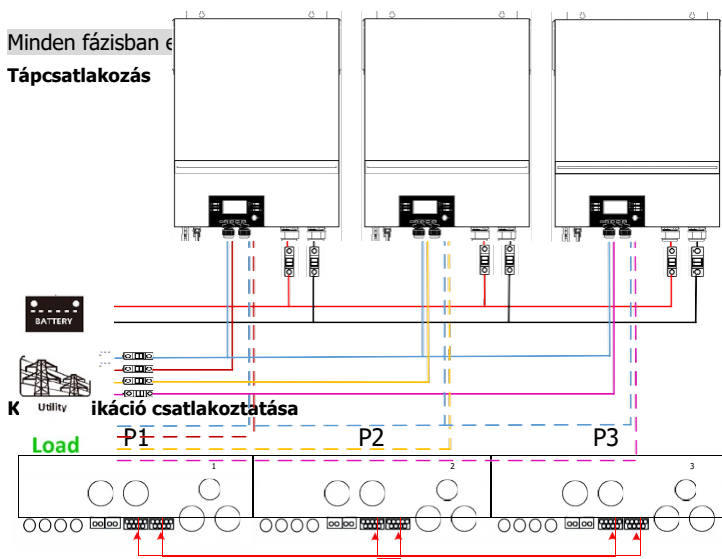 Minden fázisban
Tápcsatlakozás
BATTERY
Utility
ikáció csatlakoztatása
Load
P1 P2 P3
1 2 3